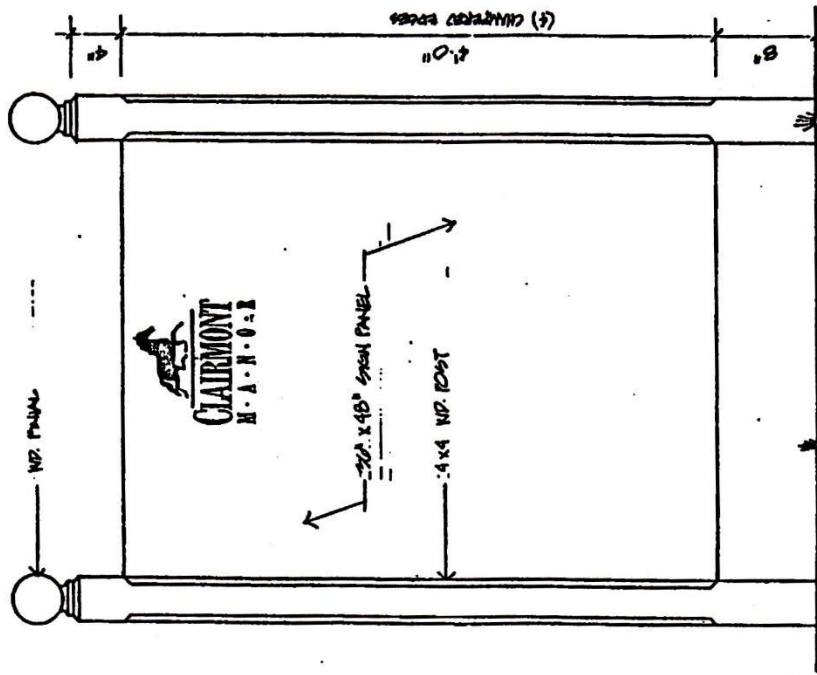 (4) CHAMFERED EDGES
4"
4'-0"
8"
WD. FINIAL
CLAIRMONT
M·A·N·O·R
36" X 48" SIGN PANEL
4x4 WD. POST